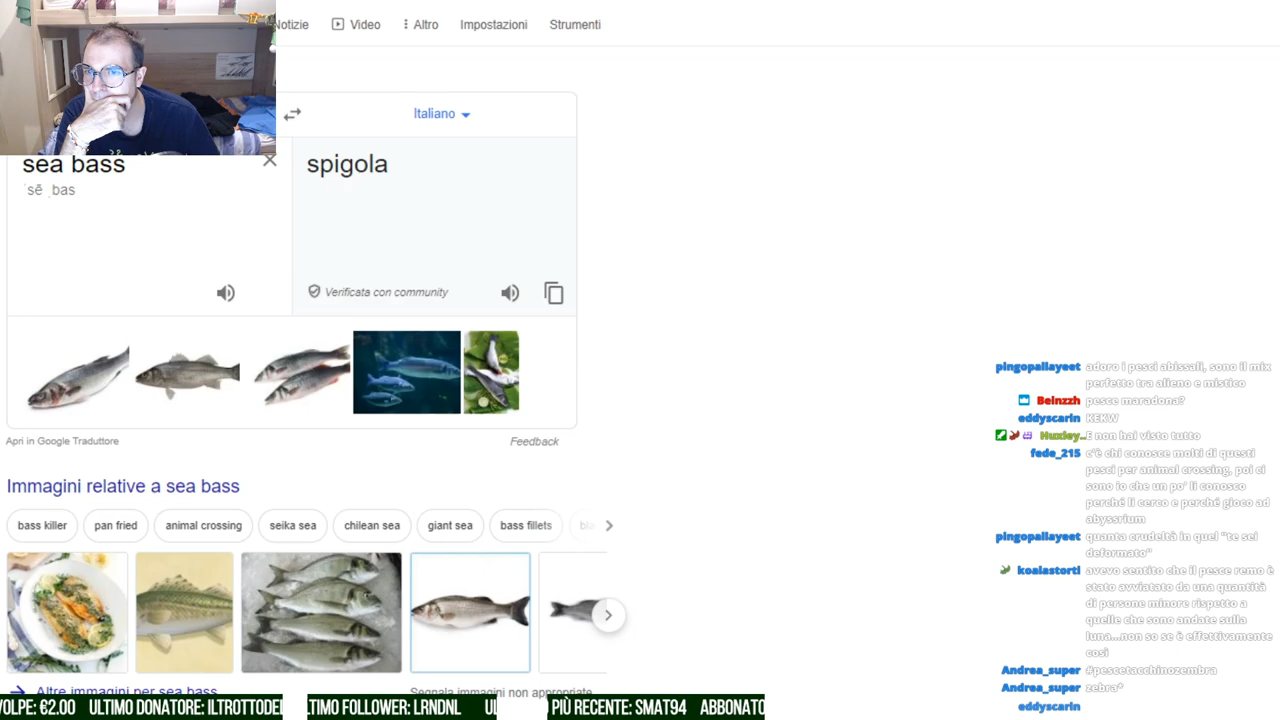 Notizie Video Altro Impostazioni Strumenti
Italiano
sea bass
ˈsē ˌbas
spigola
Verificata con community
Apri in Google Traduttore
Feedback
Immagini relative a sea bass
bass killer
pan fried
animal crossing
seika sea
chilean sea
giant sea
bass fillets
Altre immagini per sea bass
Segnala immagini non appropriate
pingopallayeet adoro i pesci abissali, sono il mix
perfetto tra alieno e mistico
Beinzzh pesce maradona?
eddyscarin KEKW
Huxley... E non hai visto tutto
fede_215 c'è chi conosce molti di questi
pesci per animal crossing, poi ci
sono io che un po' li conosco
perché li cerco e perché gioco ad
abyssrium
pingopallayeet quanta crudeltà in quel "te sei
deformato"
koalastorti avevo sentito che il pesce remo è
stato avviatato da una quantità
di persone minore rispetto a
quelle che sono andate sulla
luna...non so se è effettivamente
così
Andrea_super #pescetacchinozembra
Andrea_super zebra*
eddyscarin
VOLPE: €2.00 ULTIMO DONATORE: ILTROTTODEL
LTIMO FOLLOWER: LRNDNL UL
PIÙ RECENTE: SMAT94 ABBONATO